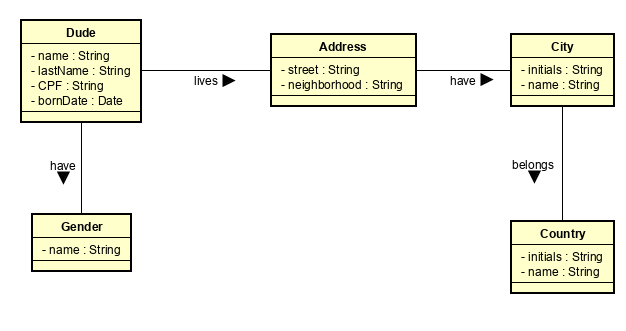 Dude
- name : String
- lastName : String
- CPF : String
- bornDate : Date
lives
Address
- street : String
- neighborhood : String
have
City
- initials : String
- name : String
have
belongs
Gender
- name : String
Country
- initials : String
- name : String